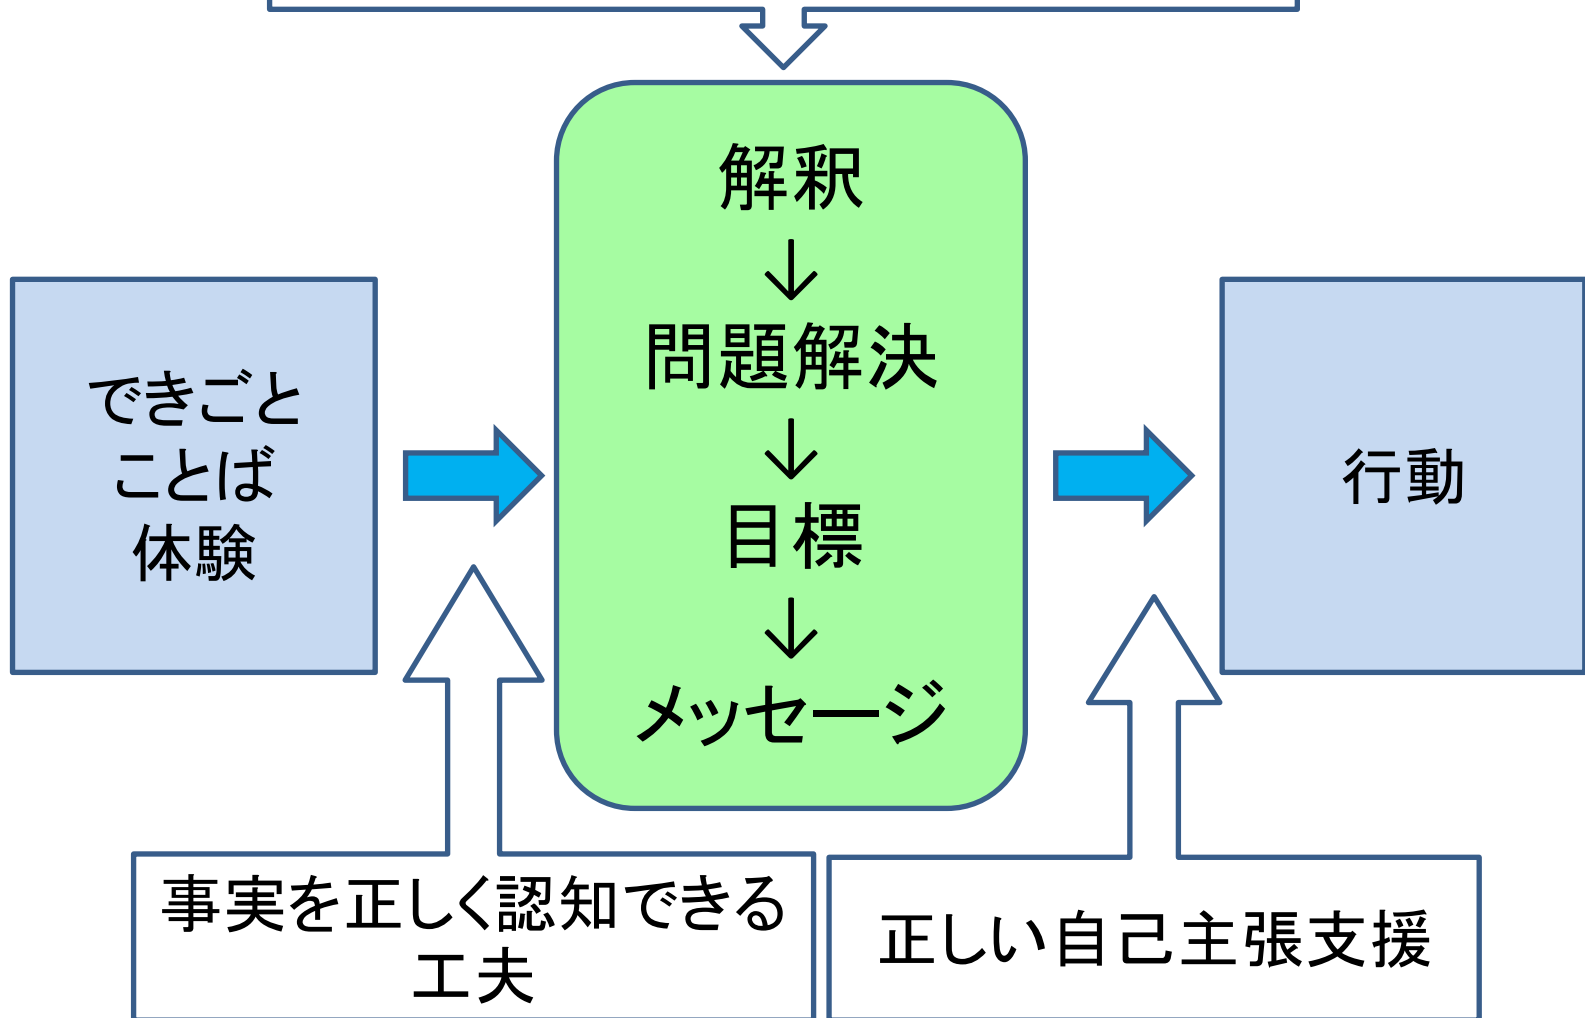 解釈
↓
問題解決
↓
目標
↓
メッセージ
できごと
ことば
体験
行動
事実を正しく認知できる
工夫
正しい自己主張支援